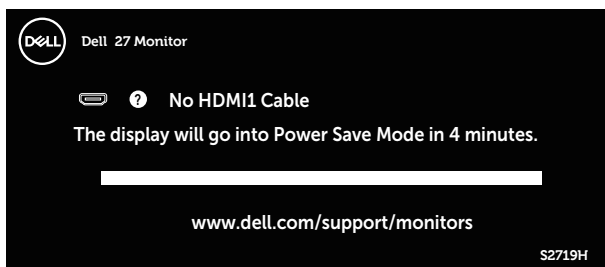 DELL
Dell 27 Monitor
? No HDMI1 Cable
The display will go into Power Save Mode in 4 minutes.
www.dell.com/support/monitors
S2719H